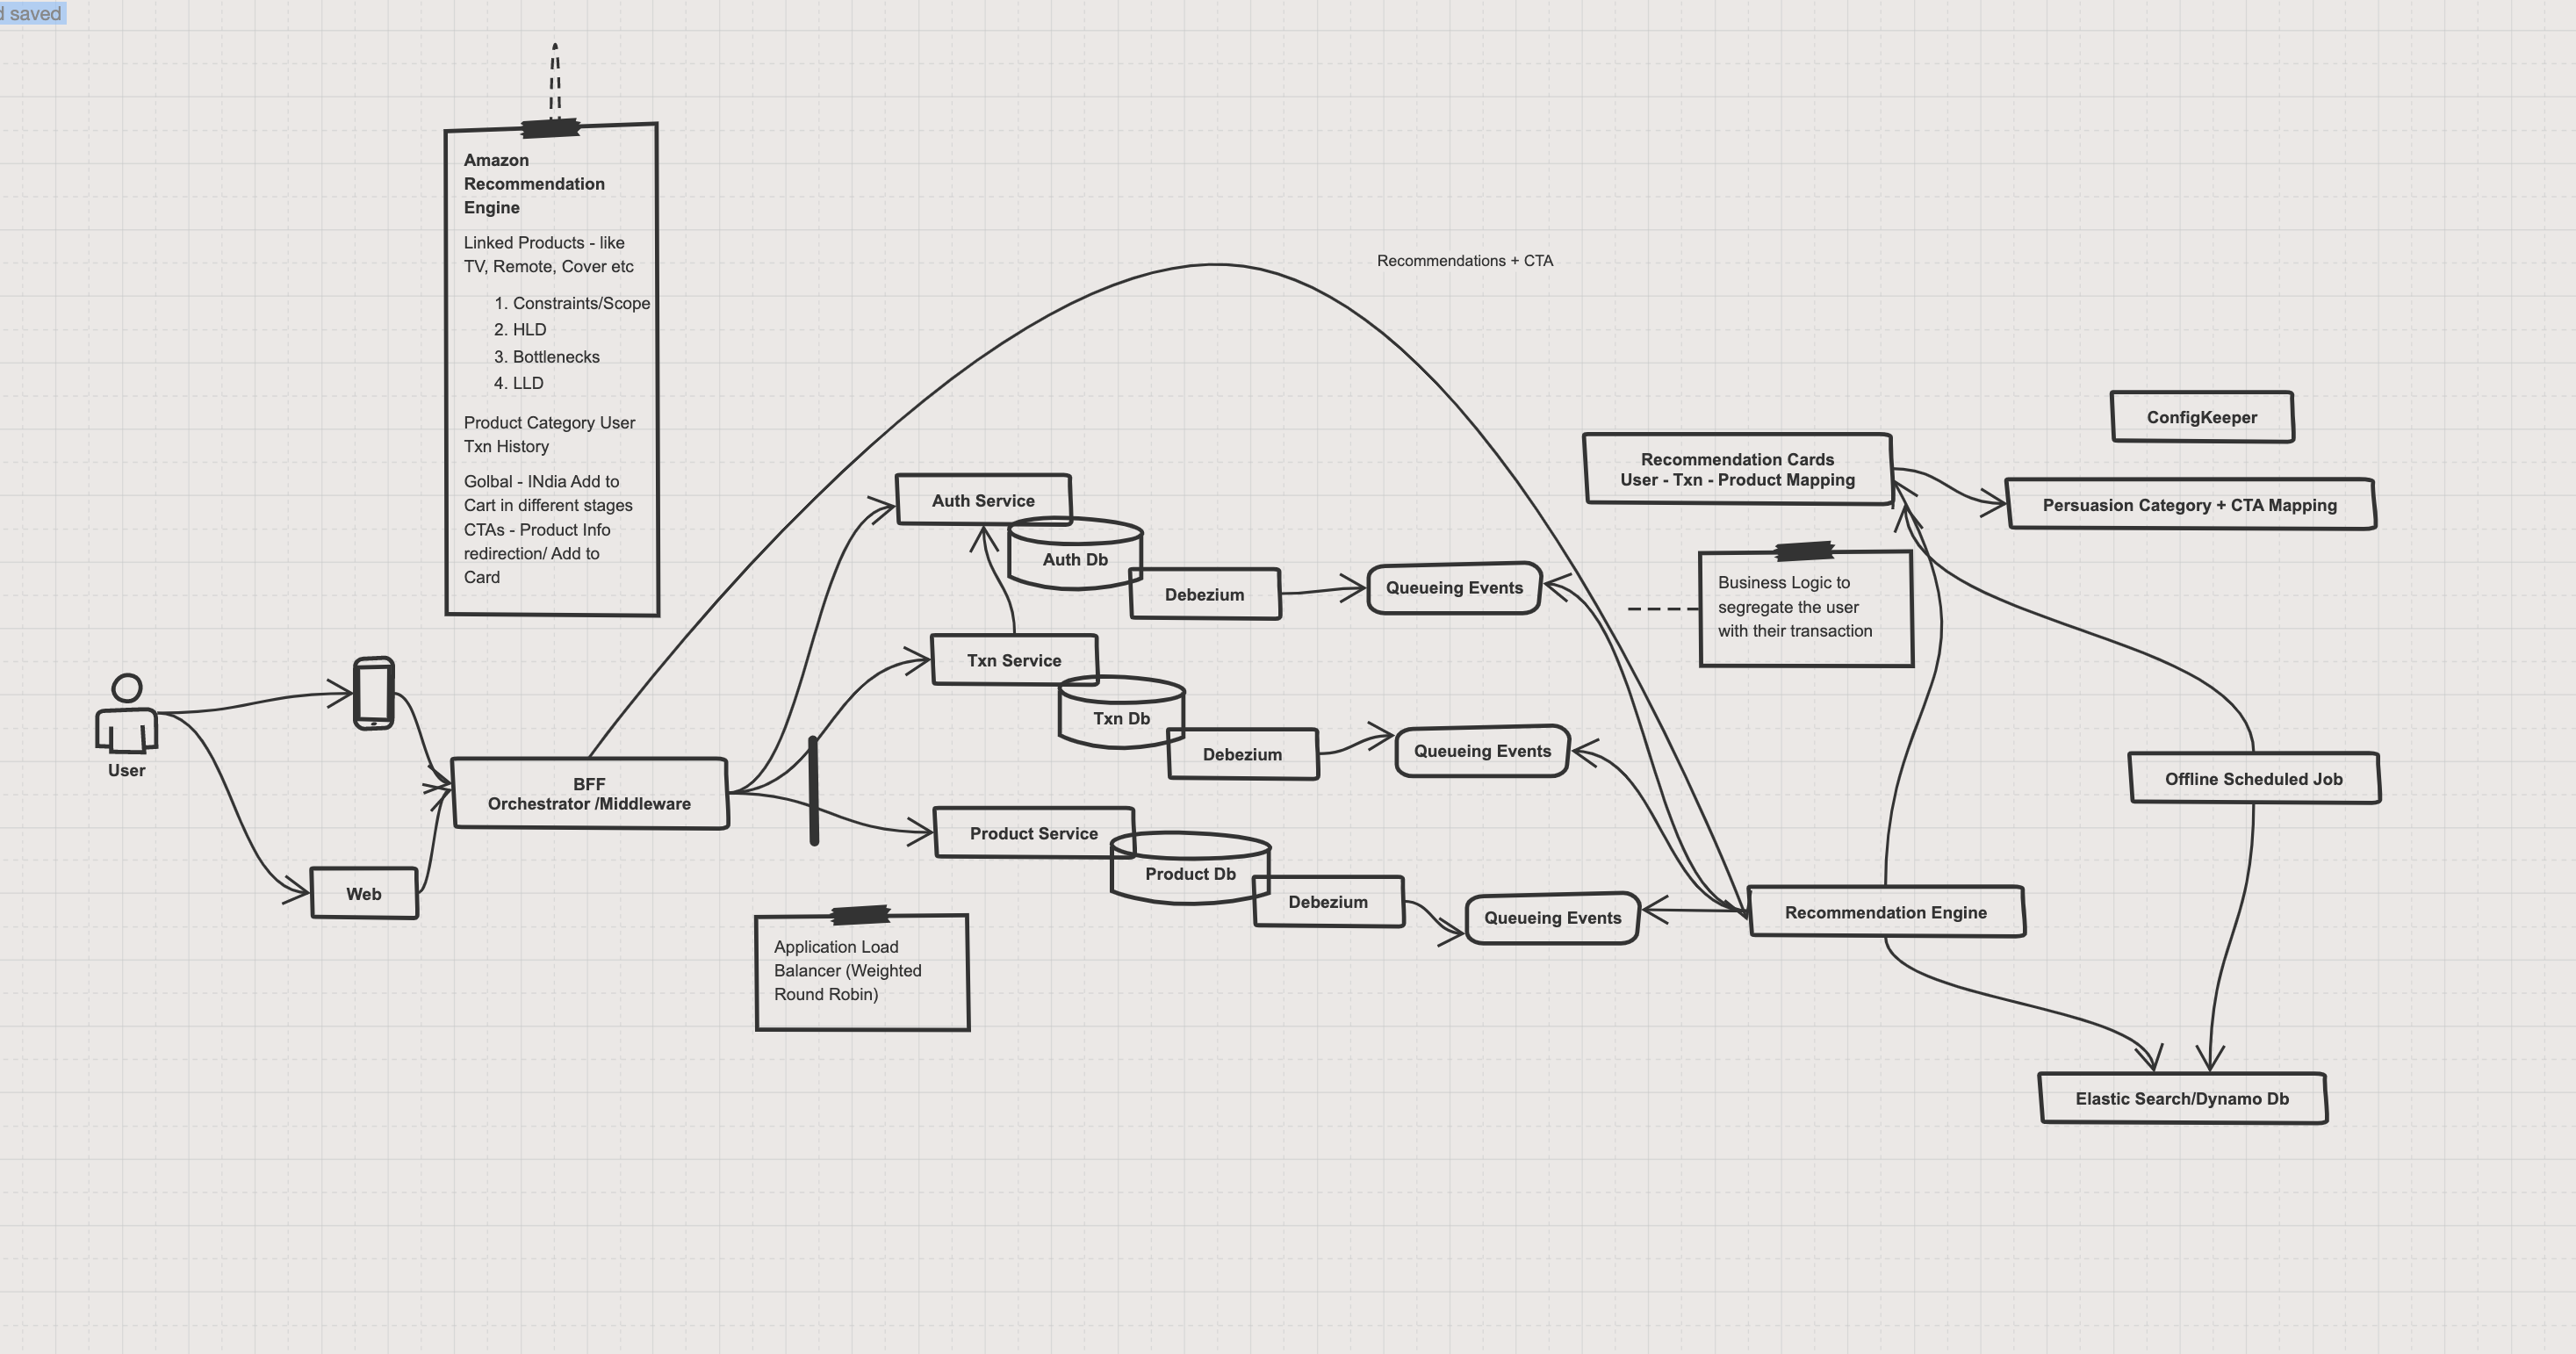 d saved
Amazon
Recommendation
Engine
Linked Products - like
TV, Remote, Cover etc
1. Constraints/Scope
2. HLD
3. Bottlenecks
4. LLD
Product Category User
Txn History
Golbal - INdia Add to
Cart in different stages
CTAs - Product Info
redirection/ Add to
Card
Recommendations + CTA
ConfigKeeper
Recommendation Cards
User - Txn - Product Mapping
Persuasion Category + CTA Mapping
Auth Service
Auth Db
Debezium
Queueing Events
Business Logic to
segregate the user
with their transaction
Txn Service
Txn Db
Debezium
Queueing Events
User
BFF
Orchestrator /Middleware
Offline Scheduled Job
Product Service
Product Db
Debezium
Queueing Events
Recommendation Engine
Web
Application Load
Balancer (Weighted
Round Robin)
Elastic Search/Dynamo Db